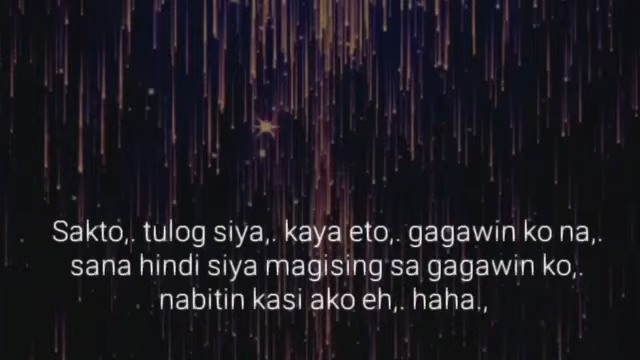 Sakto,. tulog siya,. kaya eto,. gagawin ko na,.
sana hindi siya magising sa gagawin ko,.
nabitin kasi ako eh,. haha.,